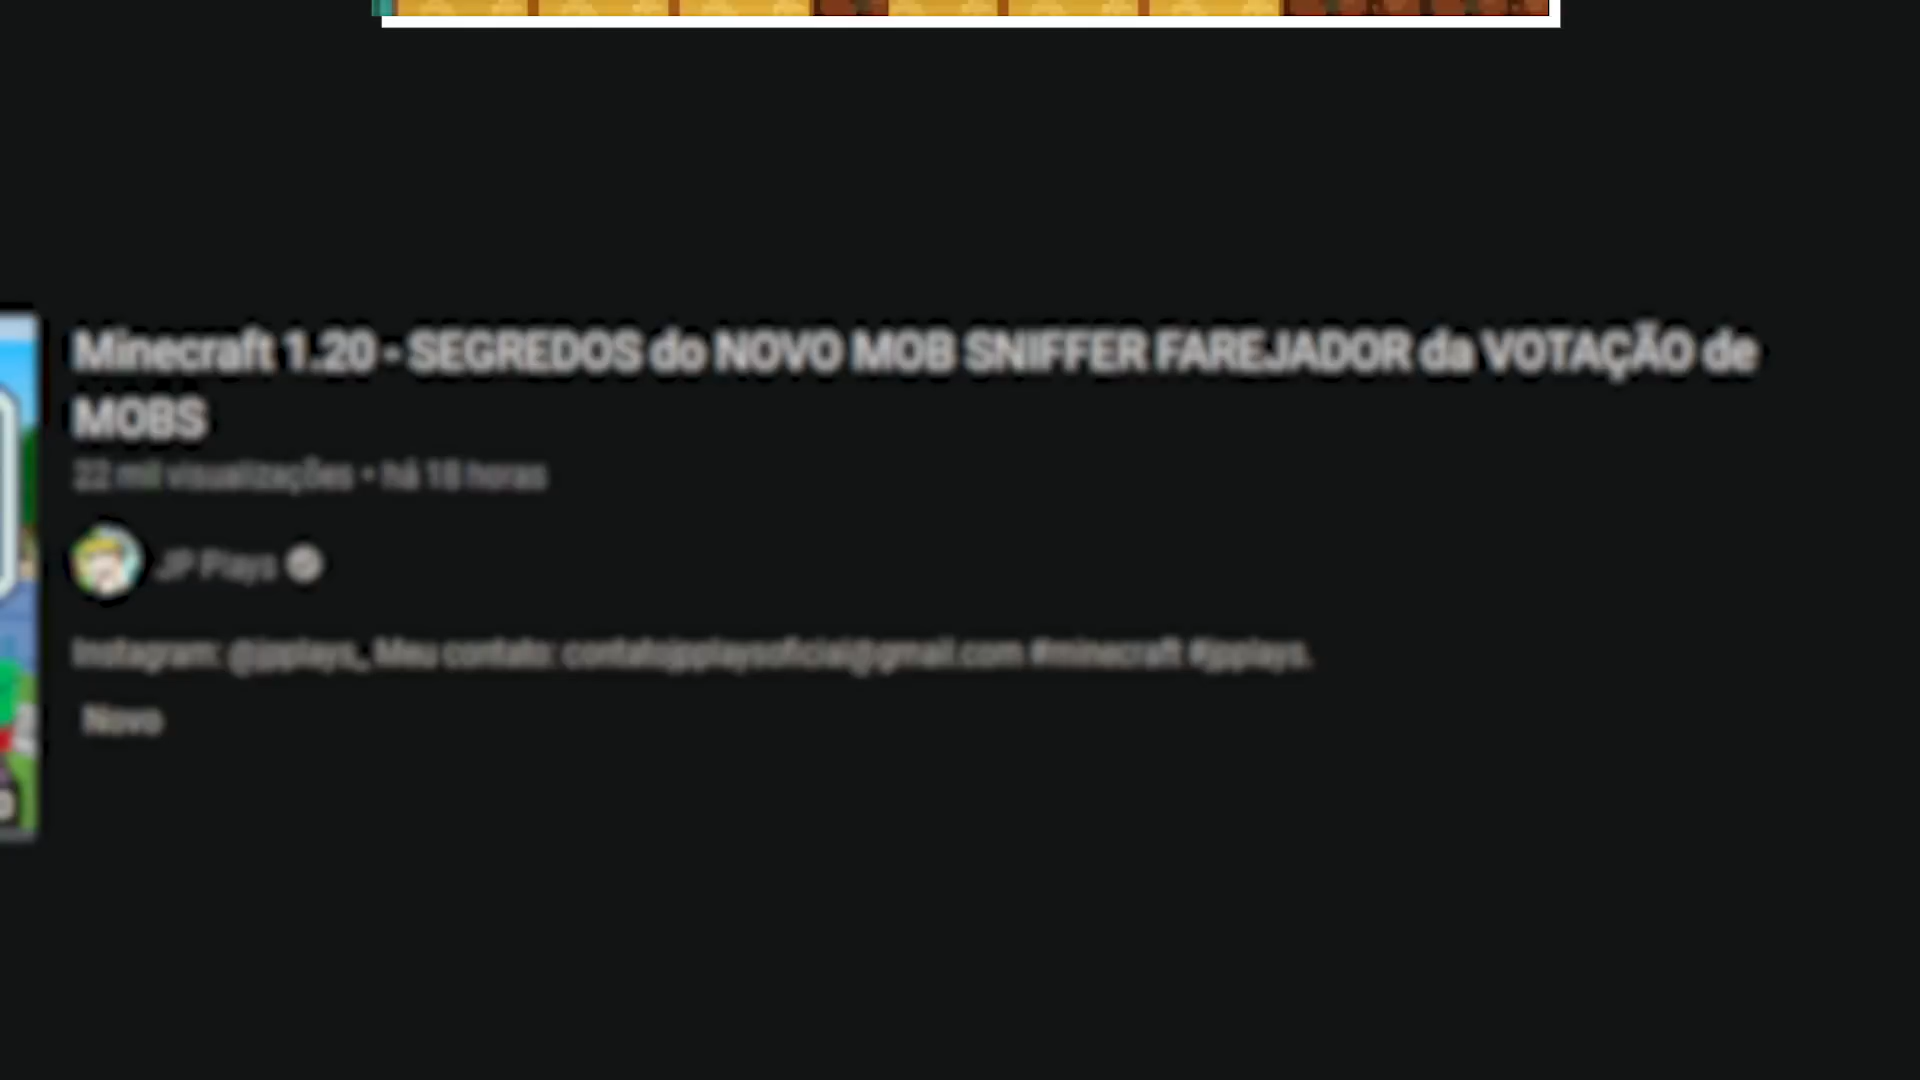 Minecraft 1.20 - SEGREDOS do NOVO MOB SNIFFER FAREJADOR da VOTAÇÃO de
MOBS
22 mil visualizações • há 18 horas
JP Plays
Instagram: @jpplays_ Meu contato: contatojpplaysoficial@gmail.com #minecraft #jpplays.
Novo